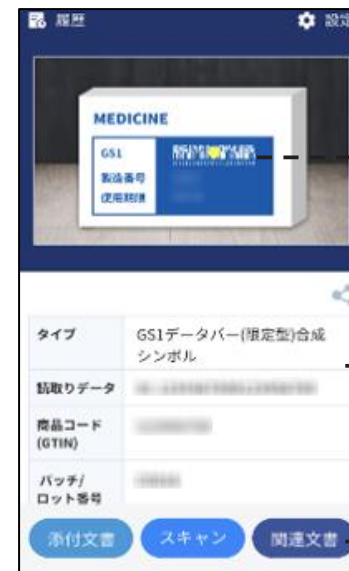 履歴
設定
MEDICINE
GS1
製造番号
使用期限
タイプ
GS1データバー(限定型)合成
シンボル
読取りデータ
商品コード
(GTIN)
バッチ/
ロット番号
添付文書
スキャン
関連文書